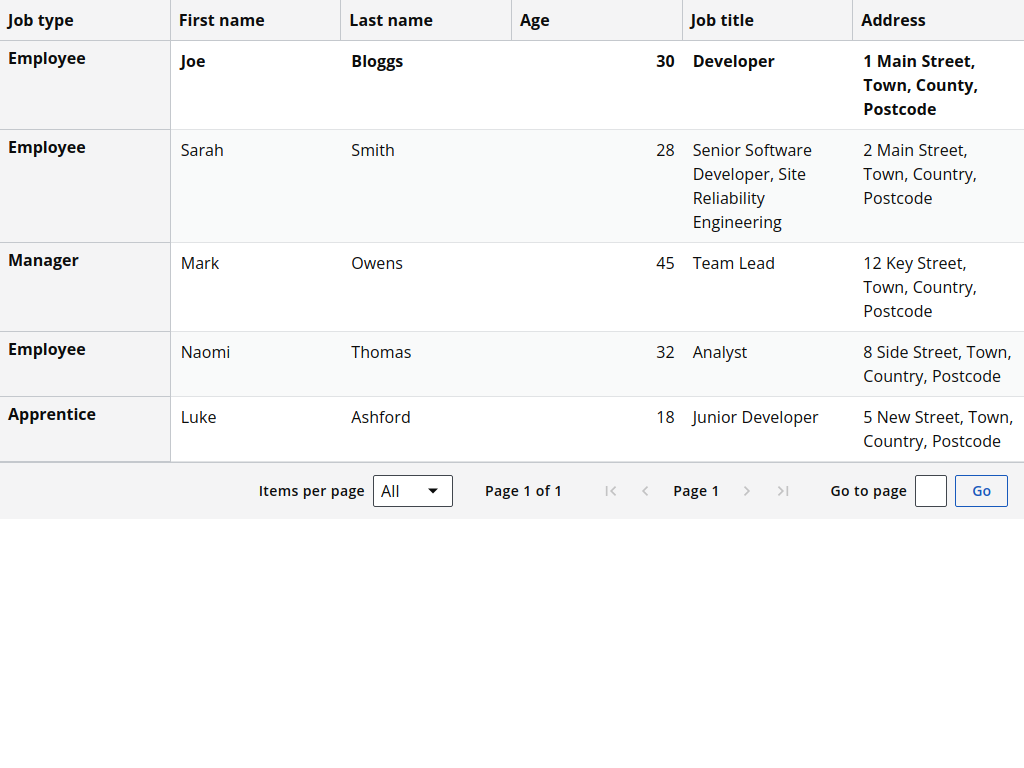 Job type First name Last name Age Job title Address
Employee Joe Bloggs 30 Developer 1 Main Street,
Town, County,
Postcode
Employee Sarah Smith 28 Senior Software 2 Main Street,
Developer, Site Town, Country,
Reliability Postcode
Engineering
Manager Mark Owens 45 Team Lead 12 Key Street,
Town, Country,
Postcode
Employee Naomi Thomas 32 Analyst 8 Side Street, Town,
Country, Postcode
Apprentice Luke Ashford 18 Junior Developer 5 New Street, Town,
Country, Postcode
Items per page All Page 1 of 1 Page 1 Go to page Go